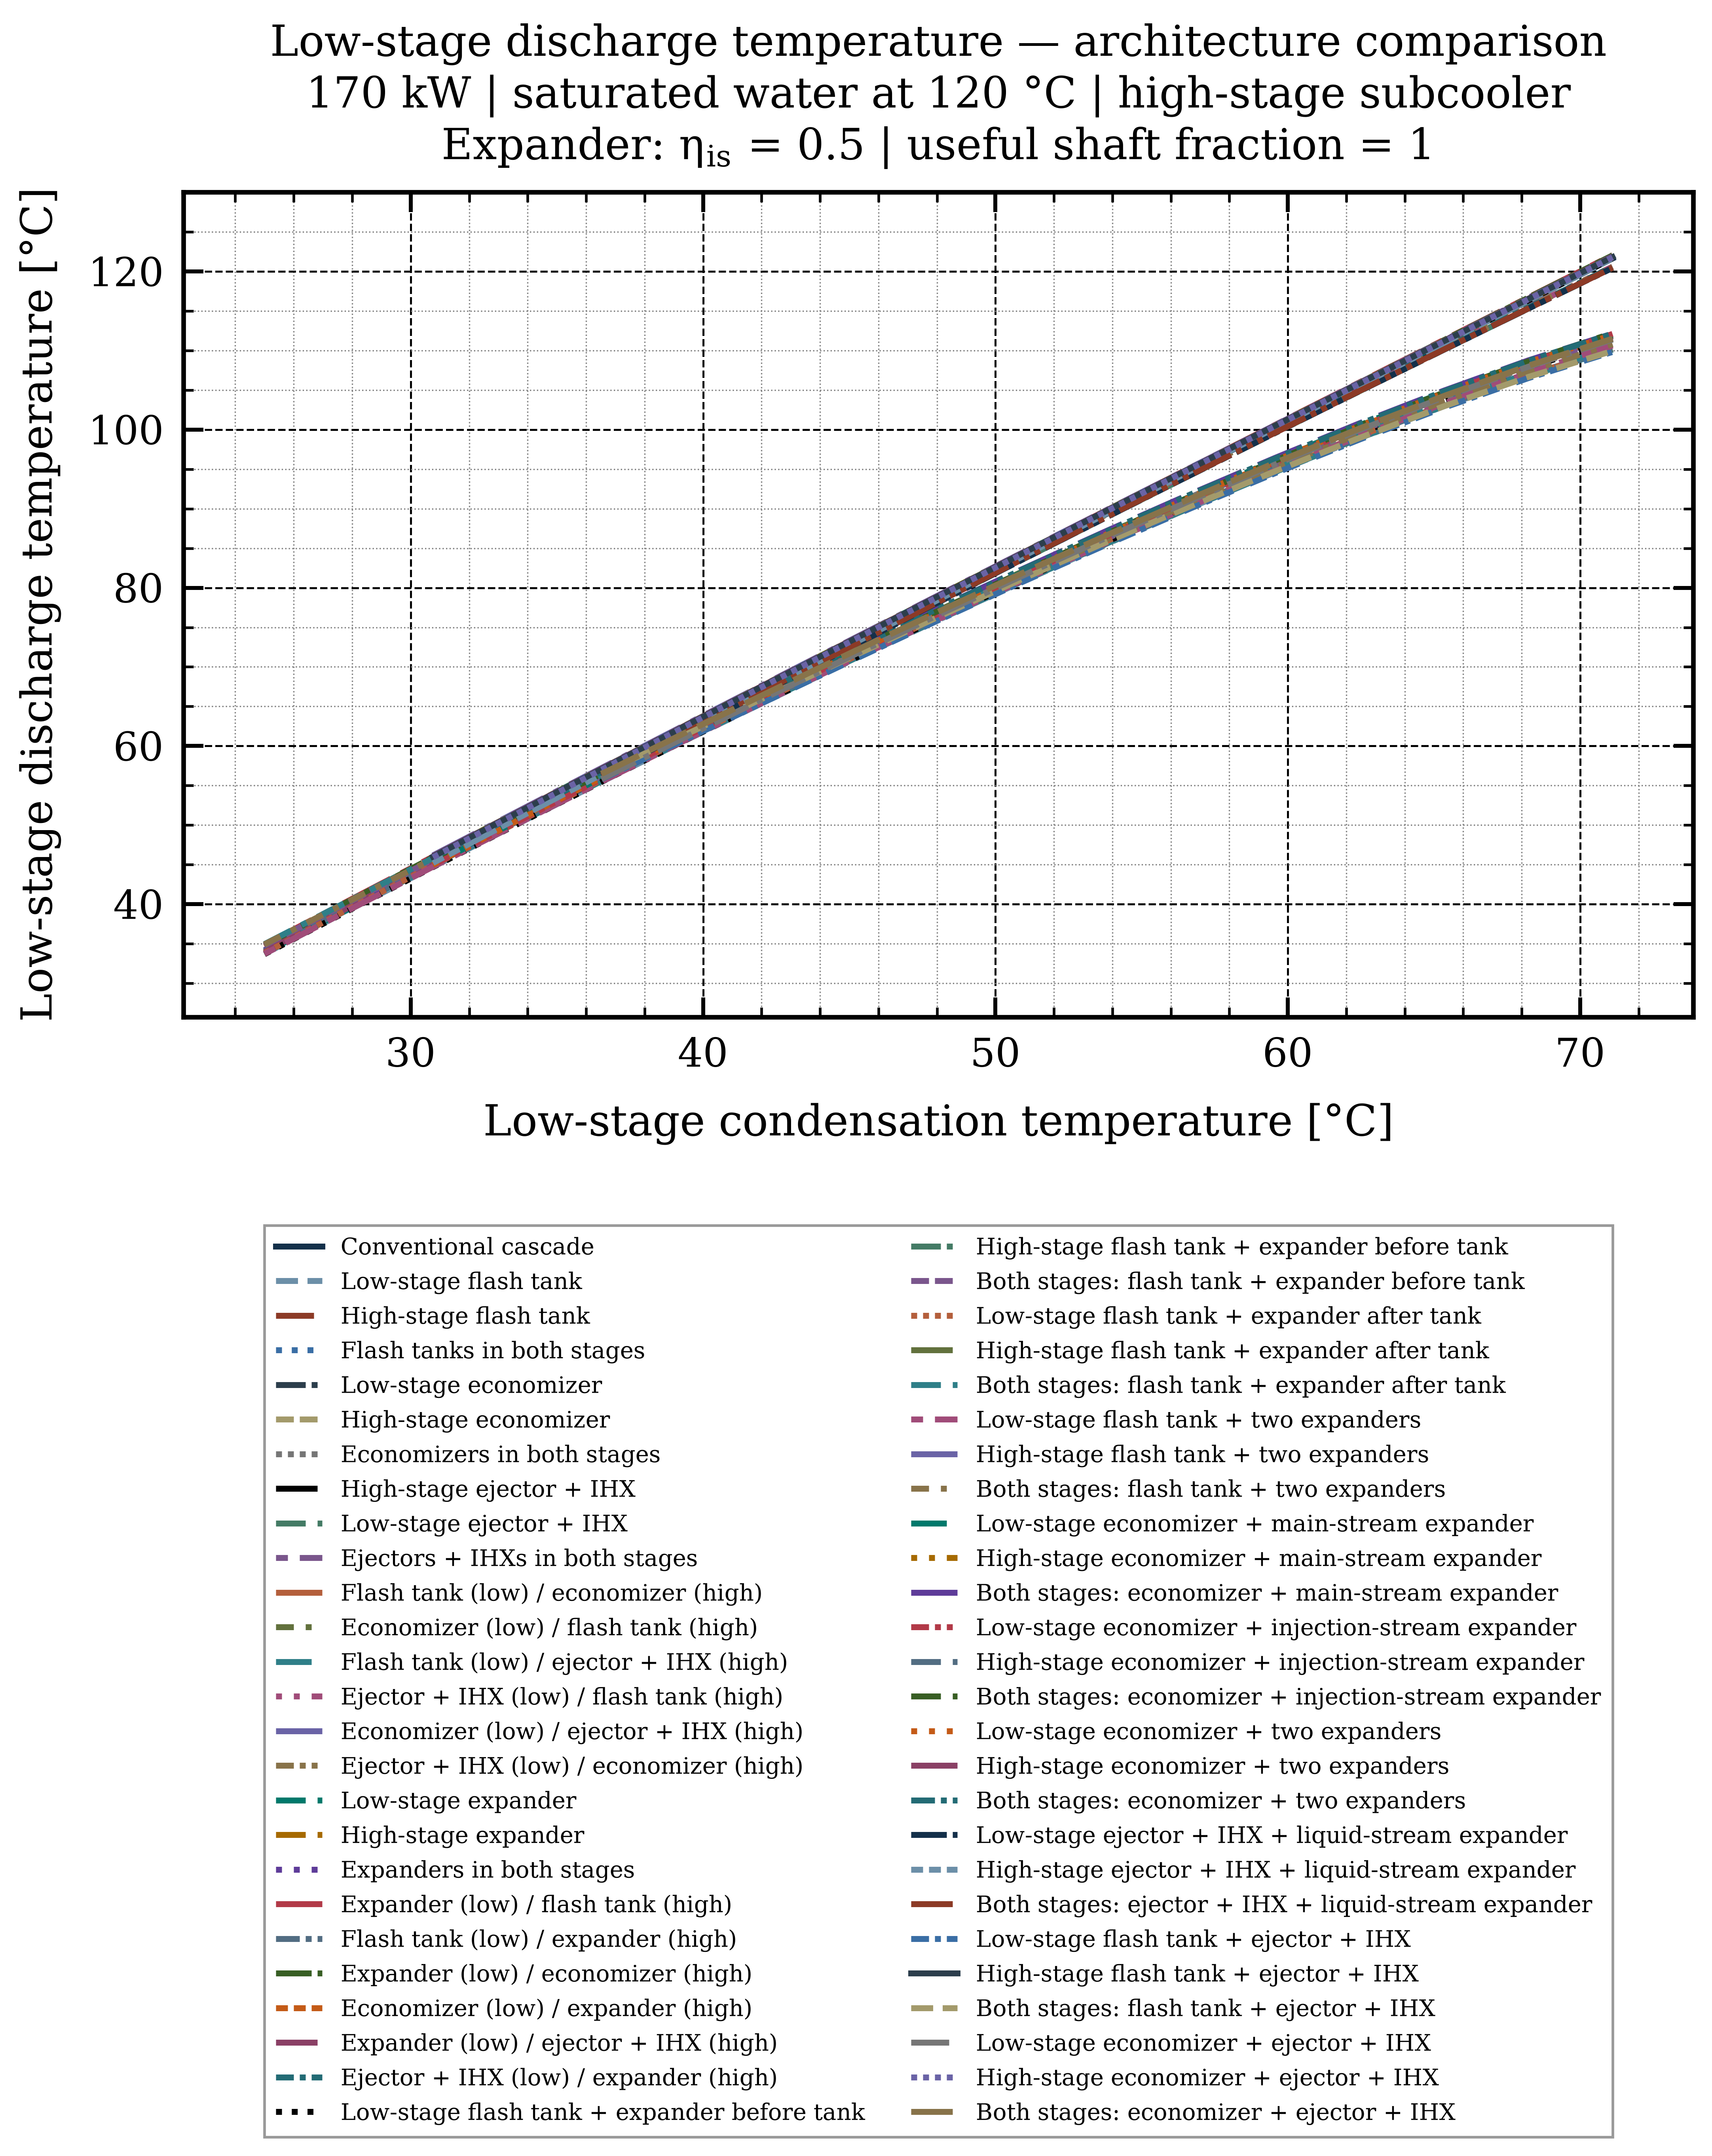 Low-stage discharge temperature — architecture comparison
170 kW | saturated water at 120 °C | high-stage subcooler
Expander: ηis = 0.5 | useful shaft fraction = 1
Low-stage discharge temperature [°C]
120
100
80
60
40
30 40 50 60 70
Low-stage condensation temperature [°C]
Conventional cascade
Low-stage flash tank
High-stage flash tank
Flash tanks in both stages
Low-stage economizer
High-stage economizer
Economizers in both stages
High-stage ejector + IHX
Low-stage ejector + IHX
Ejectors + IHXs in both stages
Flash tank (low) / economizer (high)
Economizer (low) / flash tank (high)
Flash tank (low) / ejector + IHX (high)
Ejector + IHX (low) / flash tank (high)
Economizer (low) / ejector + IHX (high)
Ejector + IHX (low) / economizer (high)
Low-stage expander
High-stage expander
Expanders in both stages
Expander (low) / flash tank (high)
Flash tank (low) / expander (high)
Expander (low) / economizer (high)
Economizer (low) / expander (high)
Expander (low) / ejector + IHX (high)
Ejector + IHX (low) / expander (high)
Low-stage flash tank + expander before tank
High-stage flash tank + expander before tank
Both stages: flash tank + expander before tank
Low-stage flash tank + expander after tank
High-stage flash tank + expander after tank
Both stages: flash tank + expander after tank
Low-stage flash tank + two expanders
High-stage flash tank + two expanders
Both stages: flash tank + two expanders
Low-stage economizer + main-stream expander
High-stage economizer + main-stream expander
Both stages: economizer + main-stream expander
Low-stage economizer + injection-stream expander
High-stage economizer + injection-stream expander
Both stages: economizer + injection-stream expander
Low-stage economizer + two expanders
High-stage economizer + two expanders
Both stages: economizer + two expanders
Low-stage ejector + IHX + liquid-stream expander
High-stage ejector + IHX + liquid-stream expander
Both stages: ejector + IHX + liquid-stream expander
Low-stage flash tank + ejector + IHX
High-stage flash tank + ejector + IHX
Both stages: flash tank + ejector + IHX
Low-stage economizer + ejector + IHX
High-stage economizer + ejector + IHX
Both stages: economizer + ejector + IHX